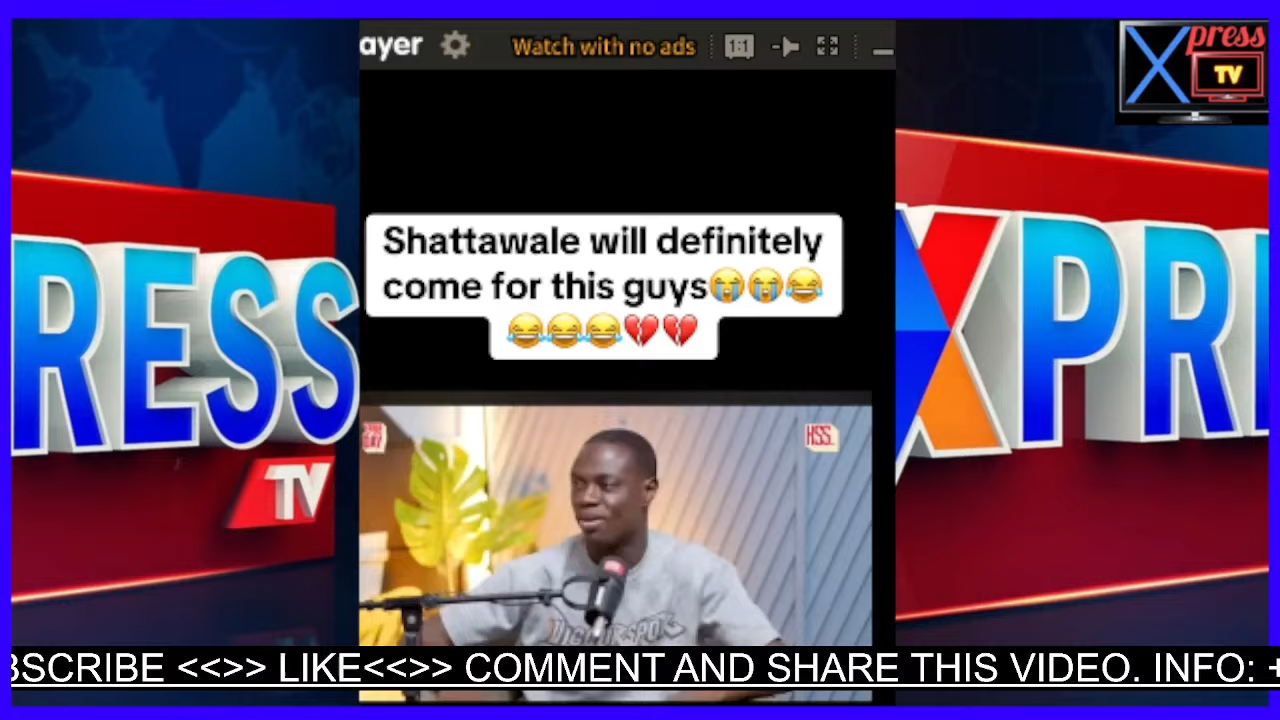 ayer
Watch with no ads
1:1
Xpress
TV
Shattawale will definitely
come for this guys😭😭😂
😂😂😂💔💔
RESS
TV
XPR
HSS.
BSCRIBE <<>> LIKE<<>> COMMENT AND SHARE THIS VIDEO. INFO: +